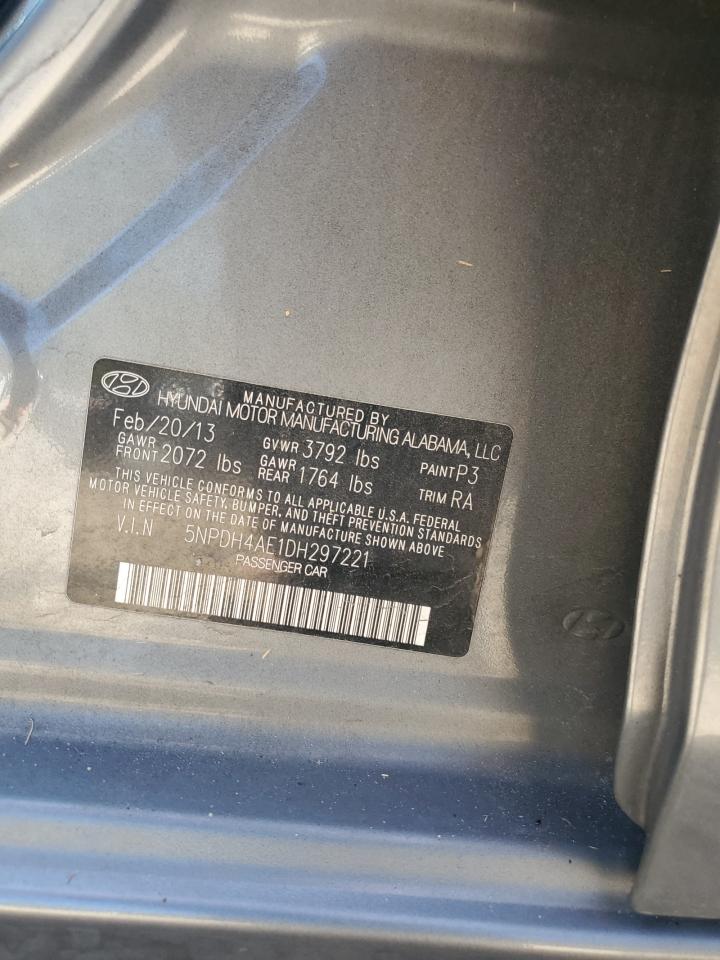 MANUFACTURED BY
HYUNDAI MOTOR MANUFACTURING ALABAMA, LLC
Feb/20/13 GVWR 3792 lbs PAINT P3
GAWR FRONT 2072 lbs GAWR REAR 1764 lbs TRIM RA
THIS VEHICLE CONFORMS TO ALL APPLICABLE U.S.A. FEDERAL
MOTOR VEHICLE SAFETY, BUMPER, AND THEFT PREVENTION STANDARDS
IN EFFECT ON THE DATE OF MANUFACTURE SHOWN ABOVE
V.I.N 5NPDH4AE1DH297221
PASSENGER CAR